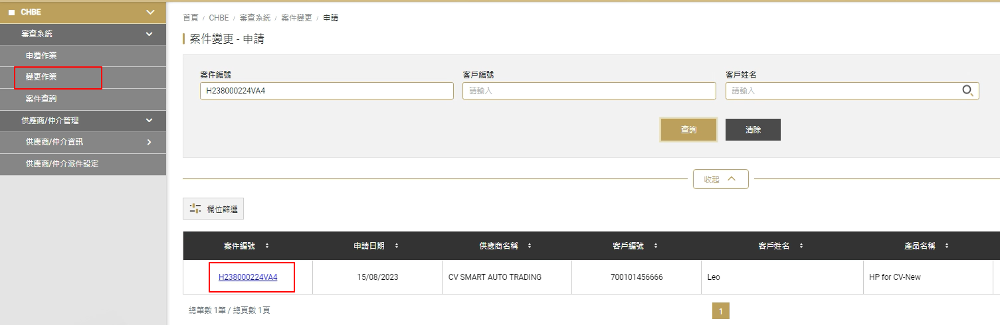 CHBE
審查系統
申覆作業
變更作業
案件查詢
供應商/仲介管理
供應商/仲介資訊
供應商/仲介派件設定
首頁 / CHBE / 審查系統 / 案件變更 / 申請
案件變更 - 申請
案件編號 客戶編號 客戶姓名
H238000224VA4 請輸入 請輸入
查詢 清除
收起
欄位篩選
案件編號 申請日期 供應商名稱 客戶編號 客戶姓名 產品名稱
H238000224VA4 15/08/2023 CV SMART AUTO TRADING 700101456666 Leo HP for CV-New
總筆數 1筆 / 總頁數 1頁 1